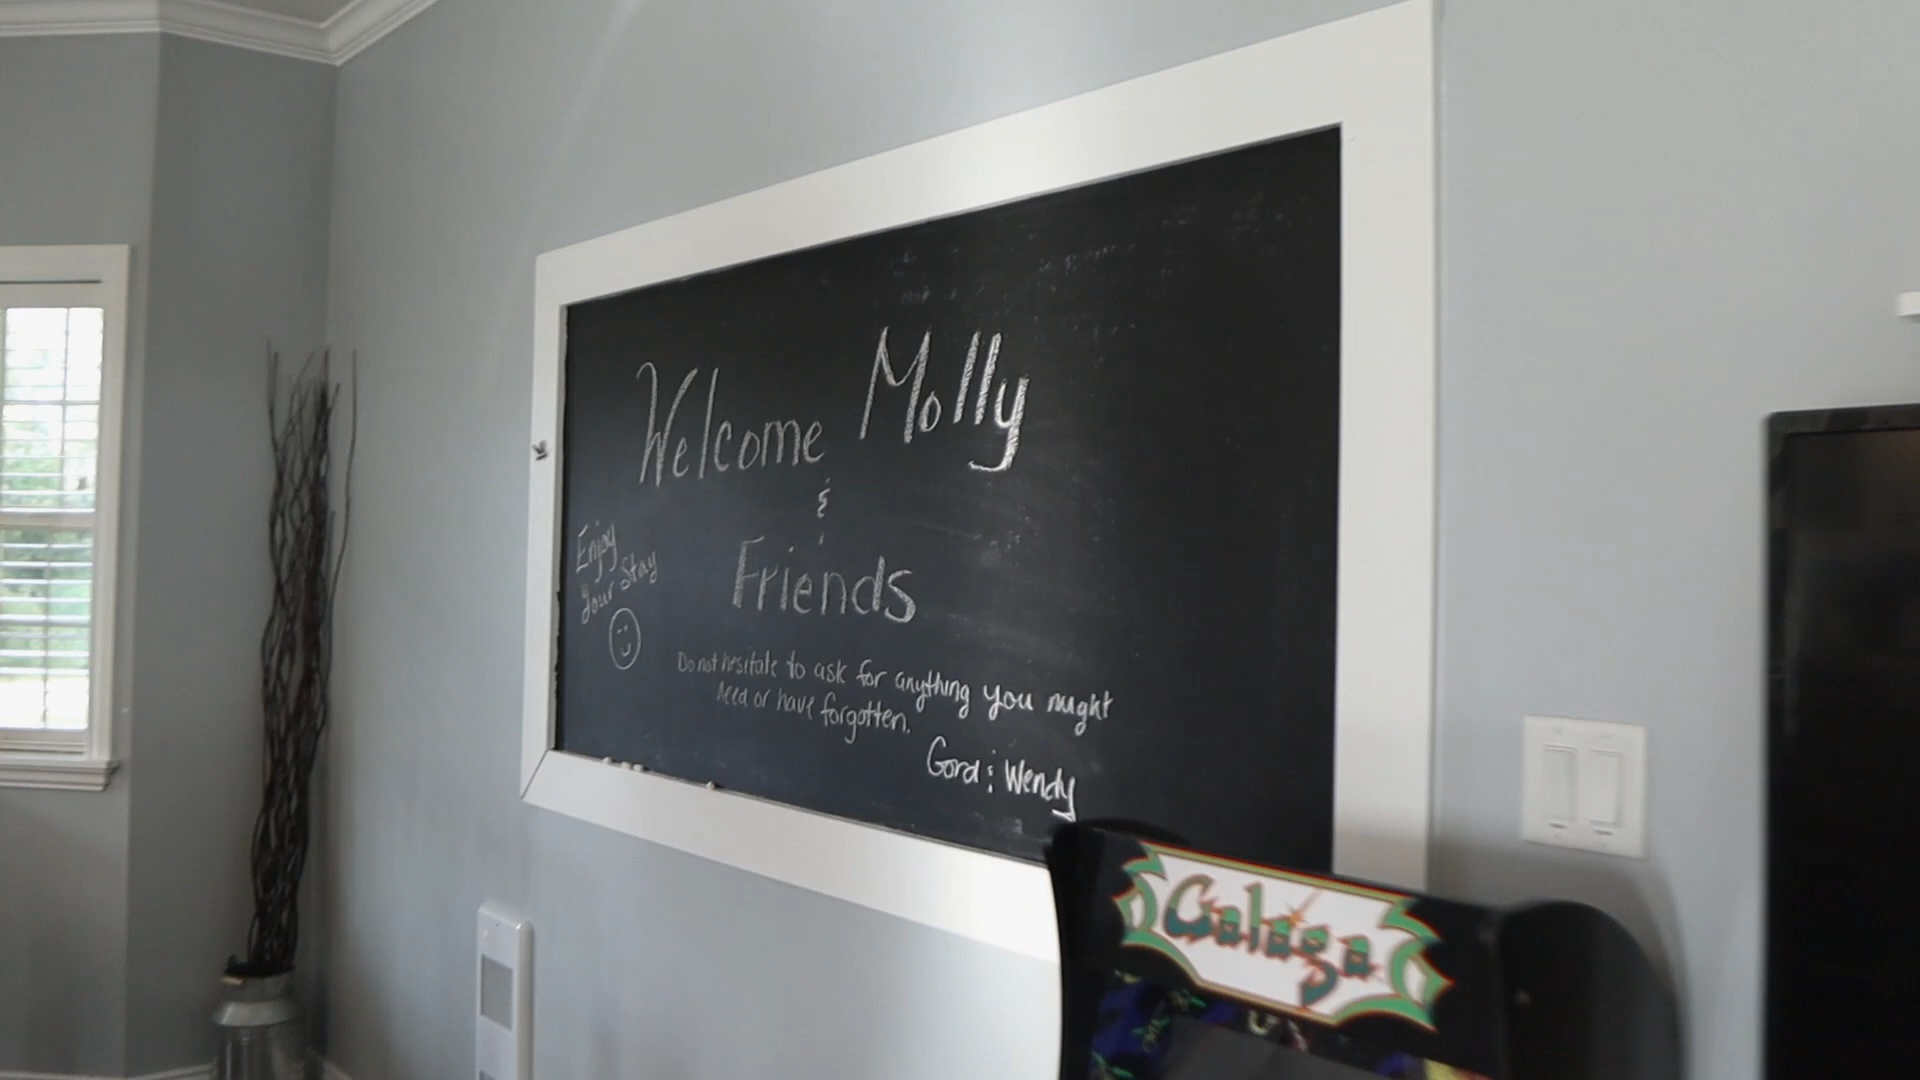 Welcome Molly
&
Friends
Enjoy
your stay
Do not hesitate to ask for anything you might
need or have forgotten.
Gord & Wendy
Galaga